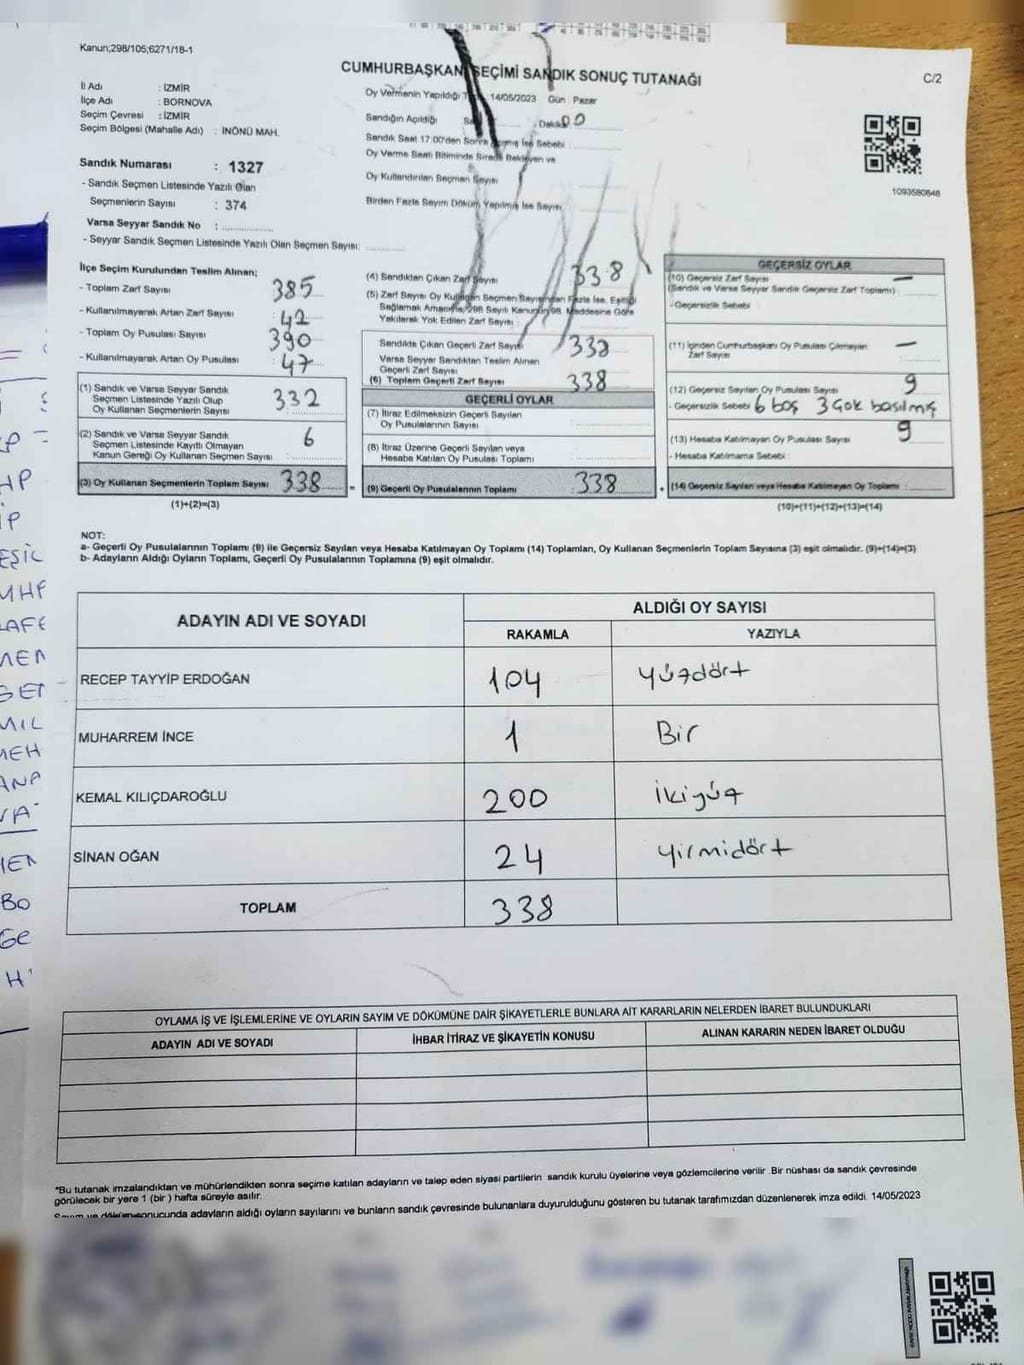 Kanun;298/105;6271/18-1
CUMHURBAŞKANI SEÇİMİ SANDIK SONUÇ TUTANAĞI
C/2
İl Adı : İZMİR
İlçe Adı : BORNOVA
Seçim Çevresi : İZMİR
Seçim Bölgesi (Mahalle Adı) : İNÖNÜ MAH.
Sandık Numarası : 1327
- Sandık Seçmen Listesinde Yazılı Olan
Seçmenlerin Sayısı : 374
Varsa Seyyar Sandık No :
- Seyyar Sandık Seçmen Listesinde Yazılı Olan Seçmen Sayısı:
Oy Vermenin Yapıldığı 14/05/2023 Gün : Pazar
Sandığın Açıldığı Dakika 00
Sandık Saat 17:00'den Sonra Açılmış İse Sebebi
Oy Verme Saati Bitiminde Sırada Bekleyen ve
Oy Kullandırılan Seçmen Sayısı
Birden Fazla Sayım Döküm Yapılmış İse Sayısı
1093580848
İlçe Seçim Kurulundan Teslim Alınan;
- Toplam Zarf Sayısı 385
- Kullanılmayarak Artan Zarf Sayısı : 42
- Toplam Oy Pusulası Sayısı 390
- Kullanılmayarak Artan Oy Pusulası : 47
(1) Sandık ve Varsa Seyyar Sandık
Seçmen Listesinde Yazılı Olup
Oy Kullanan Seçmenlerin Sayısı 332
(2) Sandık ve Varsa Seyyar Sandık
Seçmen Listesinde Kayıtlı Olmayan
Kanun Gereği Oy Kullanan Seçmen Sayısı 6
(3) Oy Kullanan Seçmenlerin Toplam Sayısı 338
(1)+(2)=(3)
(4) Sandıktan Çıkan Zarf Sayısı 338
(5) Zarf Sayısı Oy Kullanan Seçmen Sayısından Fazla İse, Eşitliği
Sağlamak Amacıyla, 298 Sayılı Kanunun 98. Maddesine Göre
Yakılarak Yok Edilen Zarf Sayısı
Sandıkta Çıkan Geçerli Zarf Sayısı 338
Varsa Seyyar Sandıktan Teslim Alınan
Geçerli Zarf Sayısı
(6) Toplam Geçerli Zarf Sayısı 338
GEÇERLİ OYLAR
(7) İtiraz Edilmeksizin Geçerli Sayılan
Oy Pusulalarının Sayısı
(8) İtiraz Üzerine Geçerli Sayılan veya
Hesaba Katılan Oy Pusulası Toplamı
= (9) Geçerli Oy Pusulalarının Toplamı 338
GEÇERSİZ OYLAR
(10) Geçersiz Zarf Sayısı —
(Sandık ve Varsa Seyyar Sandık Geçersiz Zarf Toplamı) :
- Geçersizlik Sebebi
(11) İçinden Cumhurbaşkanı Oy Pusulası Çıkmayan —
Zarf Sayısı
(12) Geçersiz Sayılan Oy Pusulası Sayısı 9
- Geçersizlik Sebebi 6 boş 3 çok basılmış
(13) Hesaba Katılmayan Oy Pusulası Sayısı 9
- Hesaba Katılmama Sebebi :
+ (14) Geçersiz Sayılan veya Hesaba Katılmayan Oy Toplamı :
(10)+(11)+(12)+(13)=(14)
NOT:
a- Geçerli Oy Pusulalarının Toplamı (9) ile Geçersiz Sayılan veya Hesaba Katılmayan Oy Toplamı (14) Toplamları, Oy Kullanan Seçmenlerin Toplam Sayısına (3) eşit olmalıdır. (9)+(14)=(3)
b- Adayların Aldığı Oyların Toplamı, Geçerli Oy Pusulalarının Toplamına (9) eşit olmalıdır.
ADAYIN ADI VE SOYADI ALDIĞI OY SAYISI
RAKAMLA YAZIYLA
RECEP TAYYİP ERDOĞAN 104 Yüzdört
MUHARREM İNCE 1 Bir
KEMAL KILIÇDAROĞLU 200 İkiyüz
SİNAN OĞAN 24 Yirmidört
TOPLAM 338
OYLAMA İŞ VE İŞLEMLERİNE VE OYLARIN SAYIM VE DÖKÜMÜNE DAİR ŞİKAYETLERLE BUNLARA AİT KARARLARIN NELERDEN İBARET BULUNDUKLARI
ADAYIN ADI VE SOYADI İHBAR İTİRAZ VE ŞİKAYETİN KONUSU ALINAN KARARIN NEDEN İBARET OLDUĞU
*Bu tutanak imzalandıktan ve mühürlendikten sonra seçime katılan adayların ve talep eden siyasi partilerin sandık kurulu üyelerine veya gözlemcilerine verilir. Bir nüshası da sandık çevresinde
görülecek bir yere 1 (bir) hafta süreyle asılır.
Sayım ve döküm sonucunda adayların aldığı oyların sayılarını ve bunların sandık çevresinde bulunanlara duyurulduğunu gösteren bu tutanak tarafımızdan düzenlenerek imza edildi. 14/05/2023